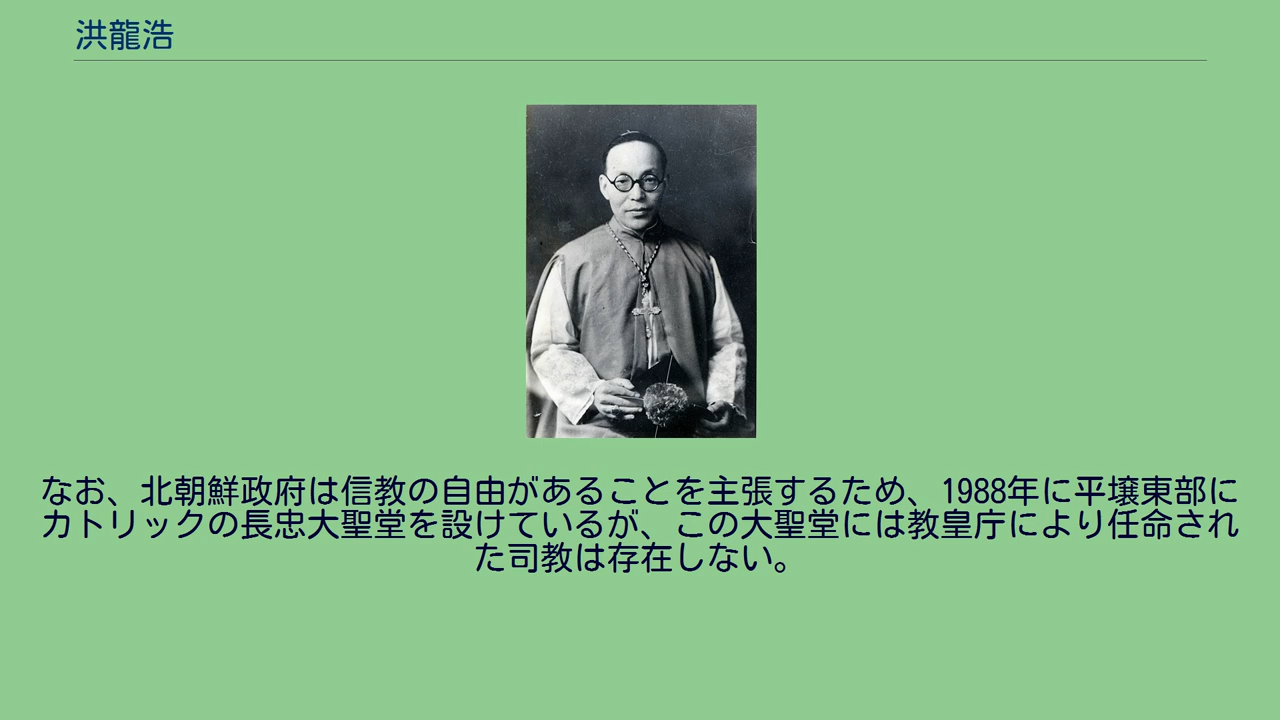 洪龍浩
なお、北朝鮮政府は信教の自由があることを主張するため、1988年に平壌東部に
カトリックの長忠大聖堂を設けているが、この大聖堂には教皇庁により任命され
た司教は存在しない。